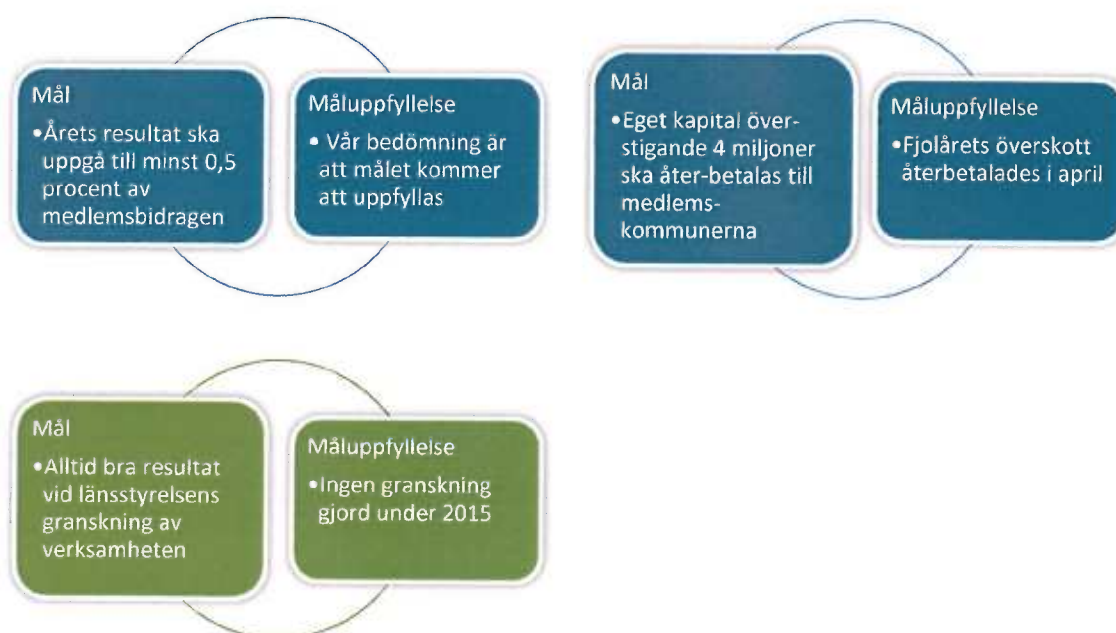 Mål
•Årets resultat ska
uppgå till minst 0,5
procent av
medlemsbidragen
Måluppfyllelse
• Vår bedömning är
att målet kommer
att uppfyllas
Mål
•Eget kapital över-
stigande 4 miljoner
ska åter-betalas till
medlems-
kommunerna
Måluppfyllelse
•Fjolårets överskott
återbetalades i april
Mål
•Alltid bra resultat
vid länsstyrelsens
granskning av
verksamheten
Måluppfyllelse
•Ingen granskning
gjord under 2015